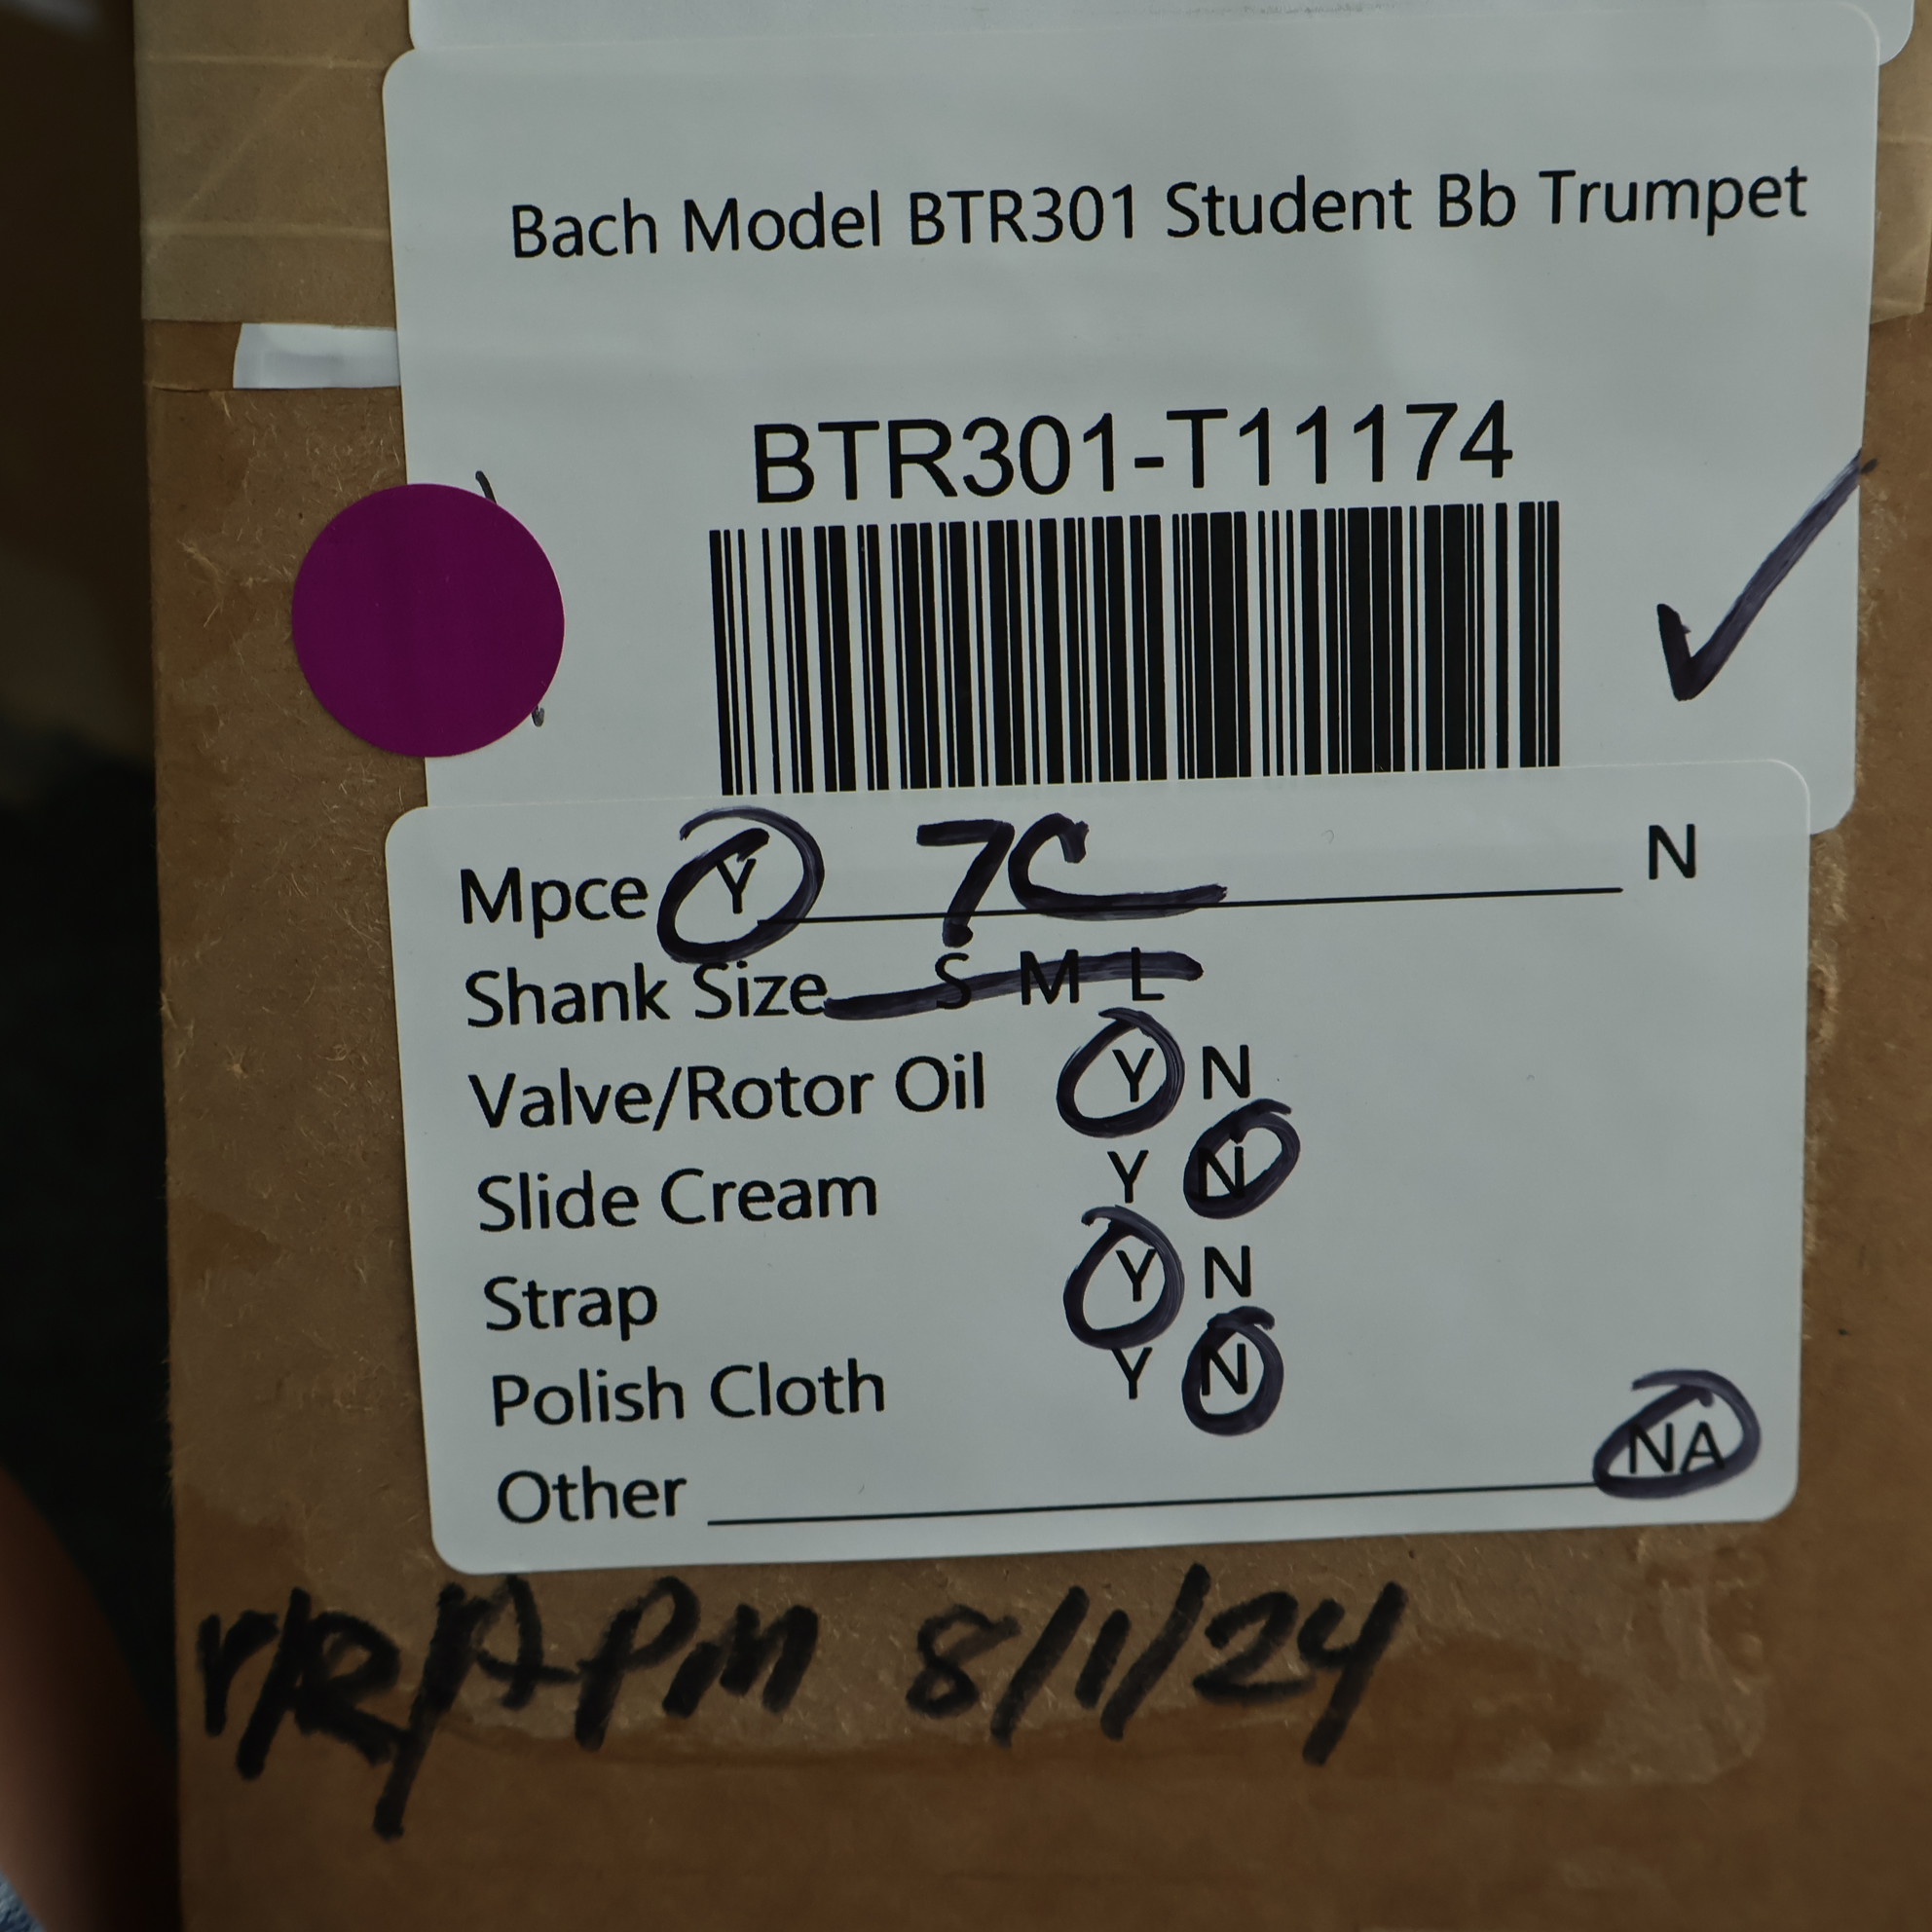 Bach Model BTR301 Student Bb Trumpet
BTR301-T11174
Mpce Y 7C N
Shank Size S M L
Valve/Rotor Oil Y N
Slide Cream Y N
Strap Y N
Polish Cloth Y N
Other NA
r/R/APM 8/1/24